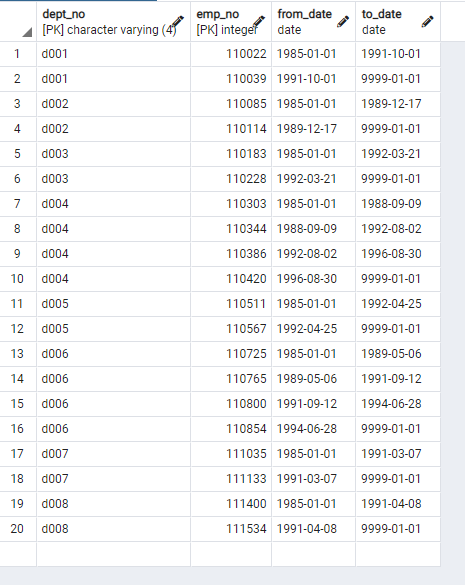 dept_no emp_no from_date to_date
[PK] character varying (4) [PK] integer date date
1 d001 110022 1985-01-01 1991-10-01
2 d001 110039 1991-10-01 9999-01-01
3 d002 110085 1985-01-01 1989-12-17
4 d002 110114 1989-12-17 9999-01-01
5 d003 110183 1985-01-01 1992-03-21
6 d003 110228 1992-03-21 9999-01-01
7 d004 110303 1985-01-01 1988-09-09
8 d004 110344 1988-09-09 1992-08-02
9 d004 110386 1992-08-02 1996-08-30
10 d004 110420 1996-08-30 9999-01-01
11 d005 110511 1985-01-01 1992-04-25
12 d005 110567 1992-04-25 9999-01-01
13 d006 110725 1985-01-01 1989-05-06
14 d006 110765 1989-05-06 1991-09-12
15 d006 110800 1991-09-12 1994-06-28
16 d006 110854 1994-06-28 9999-01-01
17 d007 111035 1985-01-01 1991-03-07
18 d007 111133 1991-03-07 9999-01-01
19 d008 111400 1985-01-01 1991-04-08
20 d008 111534 1991-04-08 9999-01-01